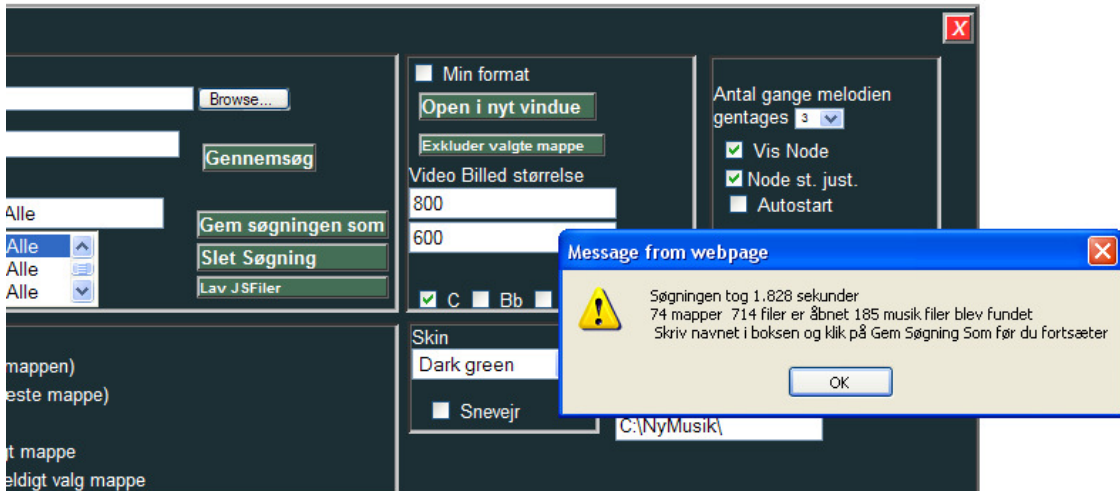 X
Browse...
Gennemsøg
Alle
Alle
Alle
Alle
Gem søgningen som
Slet Søgning
Lav JSFiler
Min format
Open i nyt vindue
Exkluder valgte mappe
Video Billed størrelse
800
600
C Bb
Antal gange melodien
gentages 3
Vis Node
Node st. just.
Autostart
Message from webpage
Søgningen tog 1.828 sekunder
74 mapper 714 filer er åbnet 185 musik filer blev fundet
Skriv navnet i boksen og klik på Gem Søgning Som før du fortsæter
OK
Skin
Dark green
Snevejr
C:\NyMusik\
mappen)
este mappe)
gt mappe
eldigt valg mappe